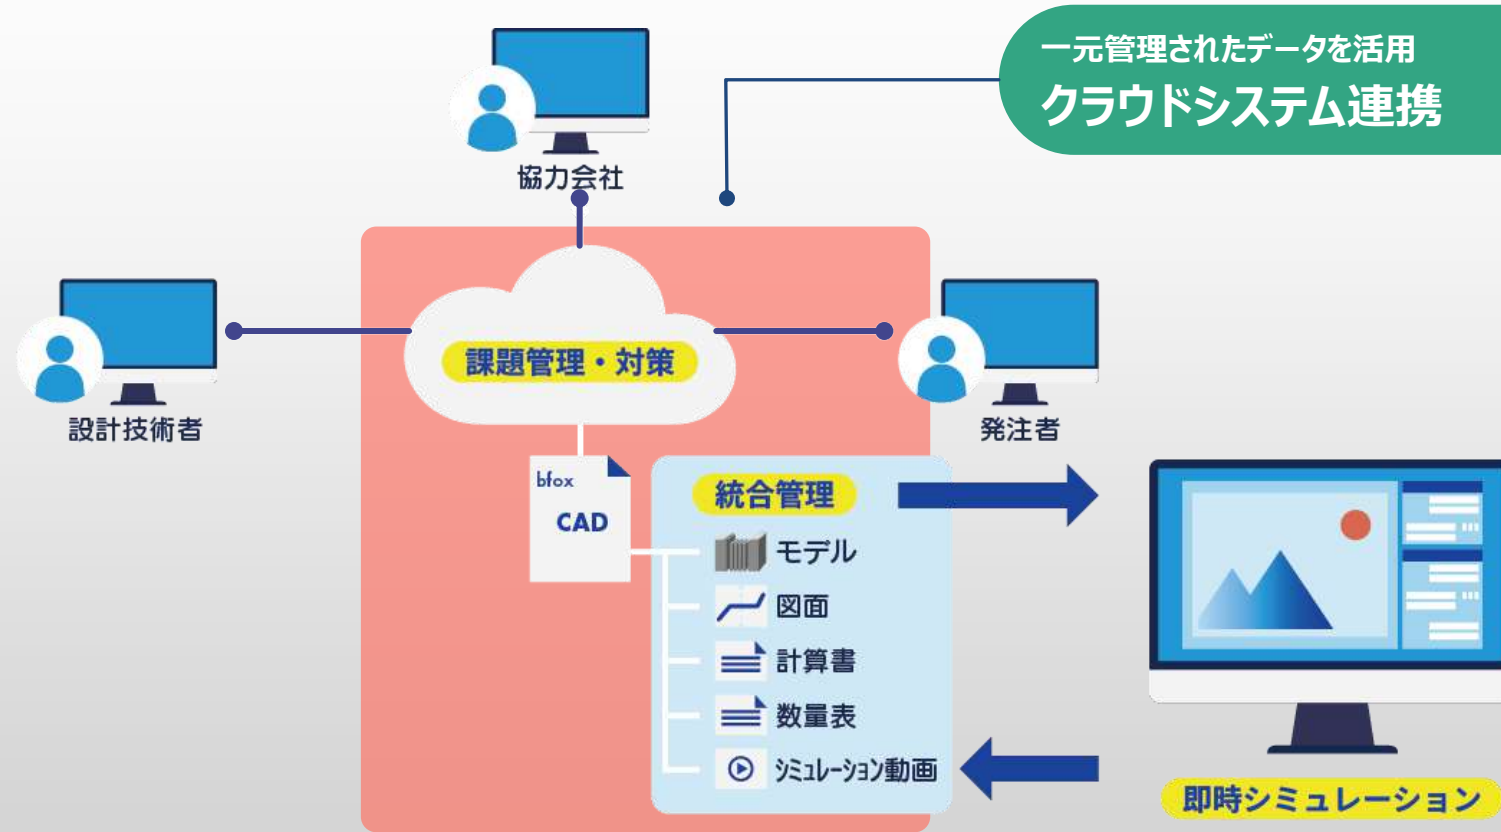 一元管理されたデータを活用
クラウドシステム連携
協力会社
設計技術者
課題管理・対策
発注者
bfox
CAD
統合管理
モデル
図面
計算書
数量表
シミュレーション動画
即時シミュレーション